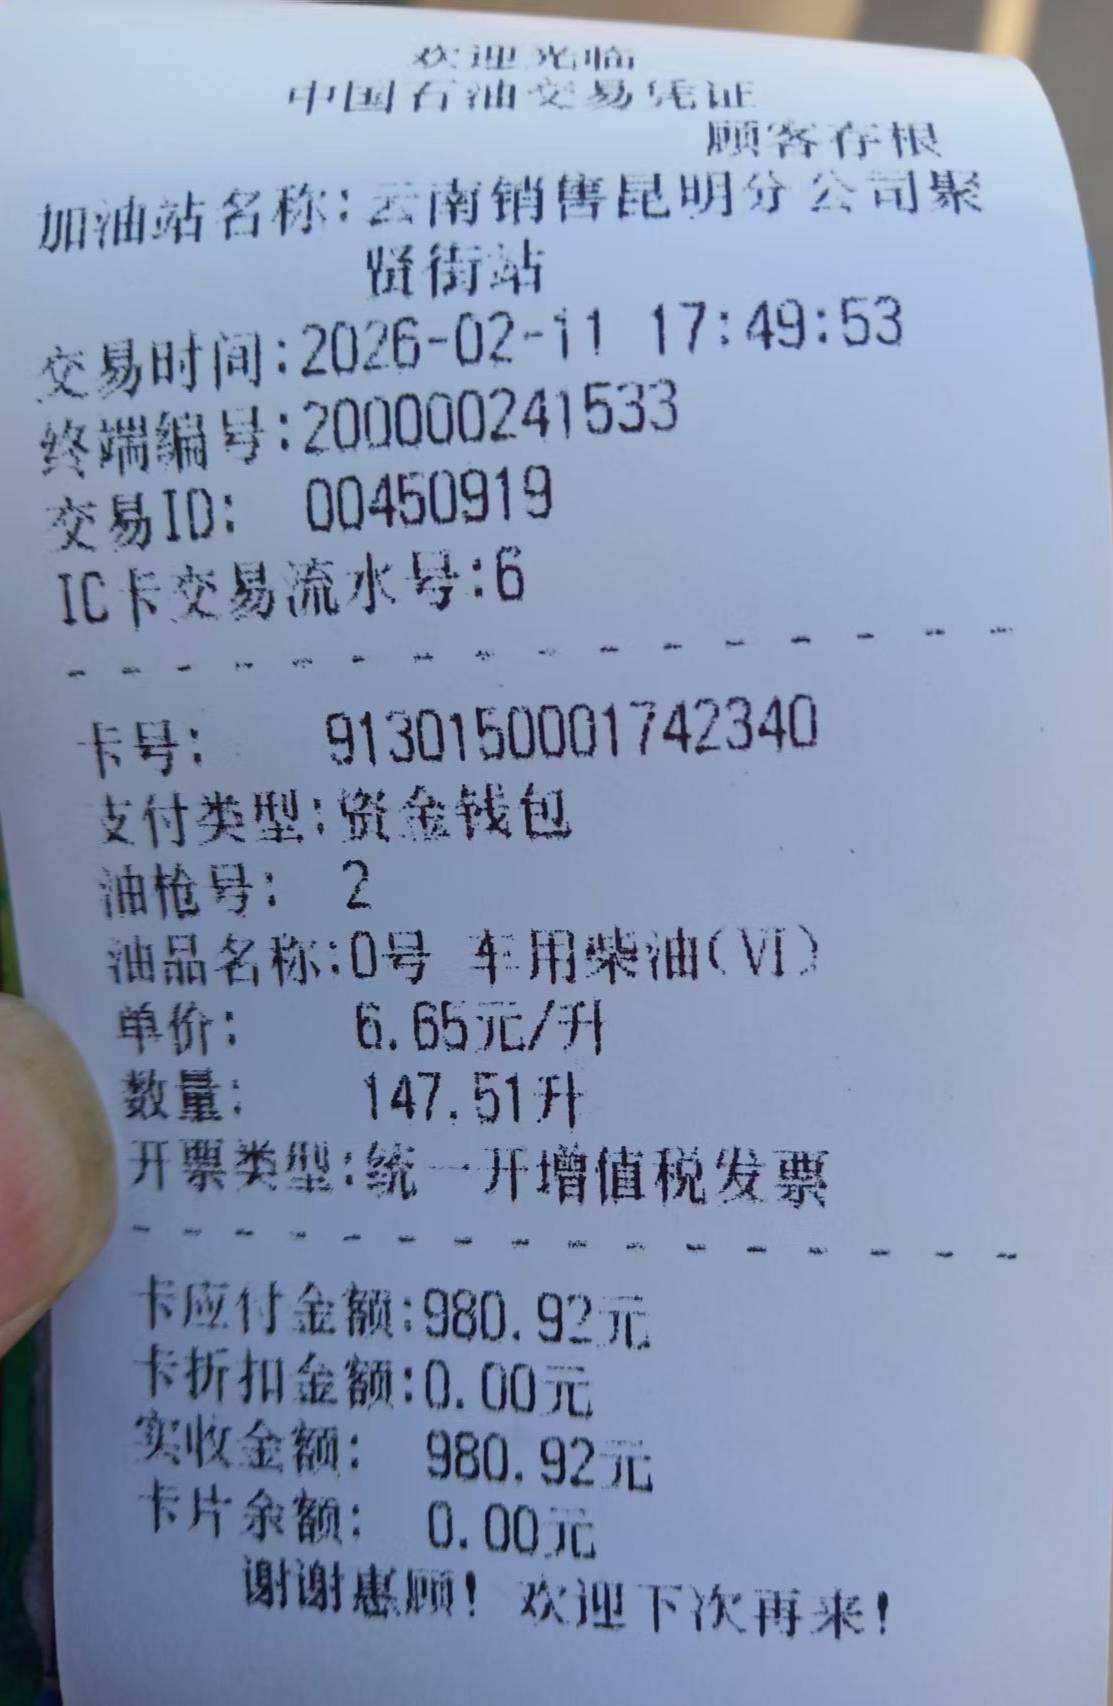 欢迎光临
中国石油交易凭证
顾客存根
加油站名称:云南销售昆明分公司聚
贤街站
交易时间:2026-02-11 17:49:53
终端编号:200000241533
交易ID: 00450919
IC卡交易流水号:6
- - - - - - - - - - - - - - - -
卡号: 9130150001742340
支付类型:资金钱包
油枪号: 2
油品名称:0号 车用柴油(VI)
单价: 6.65元/升
数量: 147.51升
开票类型:统一开增值税发票
- - - - - - - - - - - - - - - -
卡应付金额:980.92元
卡折扣金额:0.00元
实收金额: 980.92元
卡片余额: 0.00元
谢谢惠顾! 欢迎下次再来!